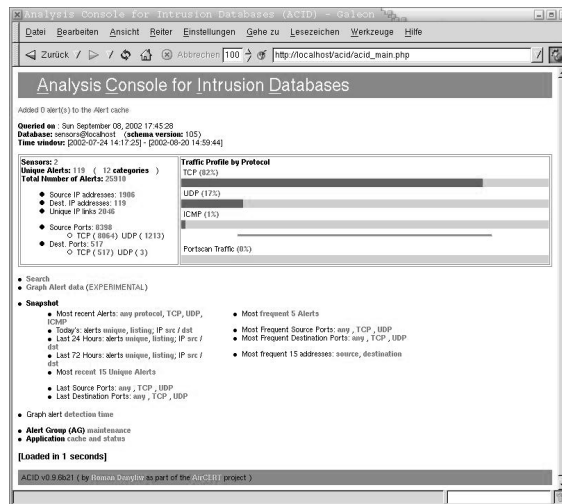 Analysis Console for Intrusion Databases (ACID) - Galeon
Datei Bearbeiten Ansicht Reiter Einstellungen Gehe zu Lesezeichen Werkzeuge Hilfe
Zurück Abbrechen 100 http://localhost/acid/acid_main.php
Analysis Console for Intrusion Databases
Added 0 alert(s) to the Alert cache
Queried on : Sun September 08, 2002 17:45:28
Database: sensors@localhost (schema version: 105)
Time window: [2002-07-24 14:17:25] - [2002-08-20 14:59:44]
Sensors: 2
Unique Alerts: 119 ( 12 categories )
Total Number of Alerts: 25910
Source IP addresses: 1906
Dest. IP addresses: 119
Unique IP links 2046
Source Ports: 8398
TCP ( 8064) UDP ( 1213)
Dest. Ports: 517
TCP ( 517) UDP ( 3)
Traffic Profile by Protocol
TCP (82%)
UDP (17%)
ICMP (1%)
Portscan Traffic (0%)
Search
Graph Alert data (EXPERIMENTAL)
Snapshot
Most recent Alerts: any protocol, TCP, UDP,
ICMP
Today's: alerts unique, listing; IP src / dst
Last 24 Hours: alerts unique, listing; IP src /
dst
Last 72 Hours: alerts unique, listing; IP src /
dst
Most recent 15 Unique Alerts
Last Source Ports: any , TCP , UDP
Last Destination Ports: any , TCP , UDP
Most frequent 5 Alerts
Most Frequent Source Ports: any , TCP , UDP
Most Frequent Destination Ports: any , TCP , UDP
Most frequent 15 addresses: source, destination
Graph alert detection time
Alert Group (AG) maintenance
Application cache and status
[Loaded in 1 seconds]
ACID v0.9.6b21 ( by Roman Danyliw as part of the AirCERT project )